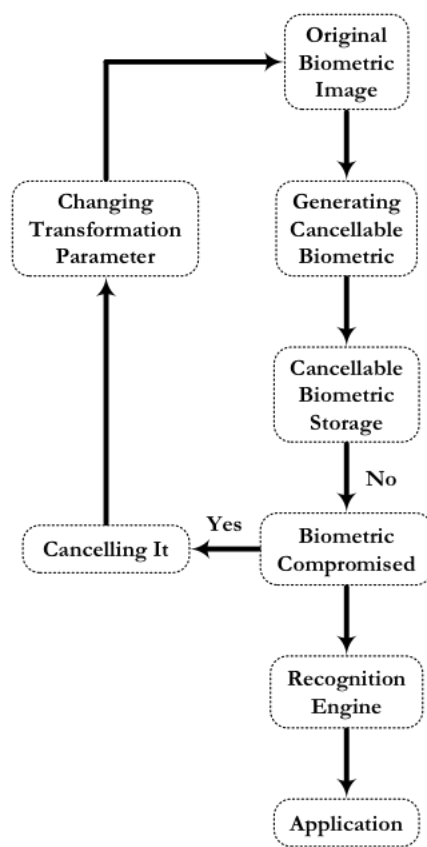 Original
Biometric
Image
Changing
Transformation
Parameter
Generating
Cancellable
Biometric
Cancellable
Biometric
Storage
No
Yes
Cancelling It
Biometric
Compromised
Recognition
Engine
Application